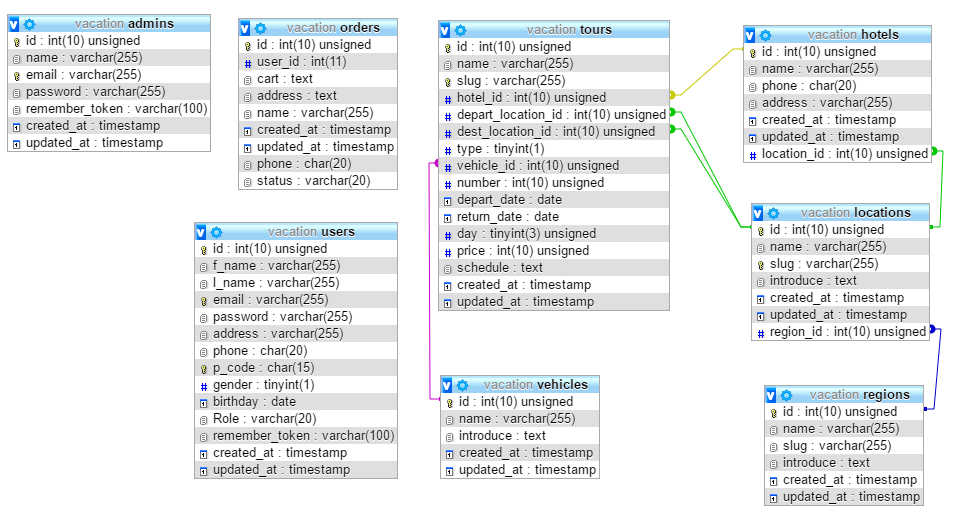 vacation admins
id : int(10) unsigned
name : varchar(255)
email : varchar(255)
password : varchar(255)
remember_token : varchar(100)
created_at : timestamp
updated_at : timestamp
vacation orders
id : int(10) unsigned
user_id : int(11)
cart : text
address : text
name : varchar(255)
created_at : timestamp
updated_at : timestamp
phone : char(20)
status : varchar(20)
vacation tours
id : int(10) unsigned
name : varchar(255)
slug : varchar(255)
hotel_id : int(10) unsigned
depart_location_id : int(10) unsigned
dest_location_id : int(10) unsigned
type : tinyint(1)
vehicle_id : int(10) unsigned
number : int(10) unsigned
depart_date : date
return_date : date
day : tinyint(3) unsigned
price : int(10) unsigned
schedule : text
created_at : timestamp
updated_at : timestamp
vacation hotels
id : int(10) unsigned
name : varchar(255)
phone : char(20)
address : varchar(255)
created_at : timestamp
updated_at : timestamp
location_id : int(10) unsigned
vacation locations
id : int(10) unsigned
name : varchar(255)
slug : varchar(255)
introduce : text
created_at : timestamp
updated_at : timestamp
region_id : int(10) unsigned
vacation users
id : int(10) unsigned
f_name : varchar(255)
l_name : varchar(255)
email : varchar(255)
password : varchar(255)
address : varchar(255)
phone : char(20)
p_code : char(15)
gender : tinyint(1)
birthday : date
Role : varchar(20)
remember_token : varchar(100)
created_at : timestamp
updated_at : timestamp
vacation vehicles
id : int(10) unsigned
name : varchar(255)
introduce : text
created_at : timestamp
updated_at : timestamp
vacation regions
id : int(10) unsigned
name : varchar(255)
slug : varchar(255)
introduce : text
created_at : timestamp
updated_at : timestamp